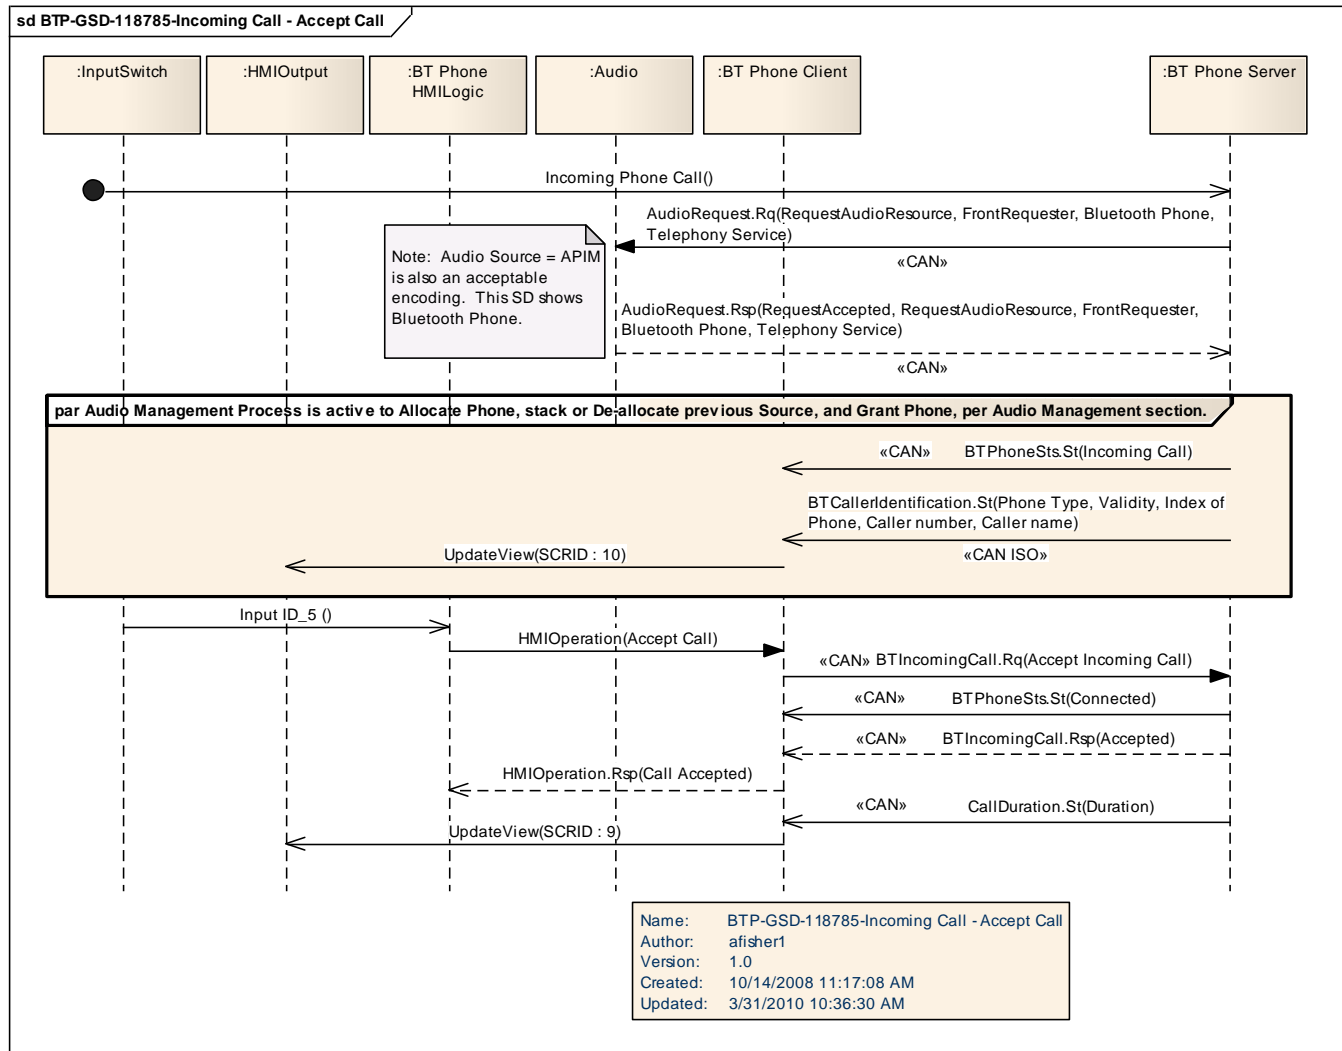 sd BTP-GSD-118785-Incoming Call - Accept Call
:InputSwitch
:HMIOutput
:BT Phone
HMILogic
:Audio
:BT Phone Client
:BT Phone Server
Incoming Phone Call()
AudioRequest.Rq(RequestAudioResource, FrontRequester, Bluetooth Phone,
Telephony Service)
«CAN»
Note: Audio Source = APIM
is also an acceptable
encoding. This SD shows
Bluetooth Phone.
AudioRequest.Rsp(RequestAccepted, RequestAudioResource, FrontRequester,
Bluetooth Phone, Telephony Service)
«CAN»
par Audio Management Process is active to Allocate Phone, stack or De-allocate previous Source, and Grant Phone, per Audio Management section.
«CAN» BTPhoneSts.St(Incoming Call)
BTCallerIdentification.St(Phone Type, Validity, Index of
Phone, Caller number, Caller name)
«CAN ISO»
UpdateView(SCRID : 10)
Input ID_5 ()
HMIOperation(Accept Call)
«CAN» BTIncomingCall.Rq(Accept Incoming Call)
«CAN» BTPhoneSts.St(Connected)
«CAN» BTIncomingCall.Rsp(Accepted)
HMIOperation.Rsp(Call Accepted)
«CAN» CallDuration.St(Duration)
UpdateView(SCRID : 9)
Name: BTP-GSD-118785-Incoming Call - Accept Call
Author: afisher1
Version: 1.0
Created: 10/14/2008 11:17:08 AM
Updated: 3/31/2010 10:36:30 AM